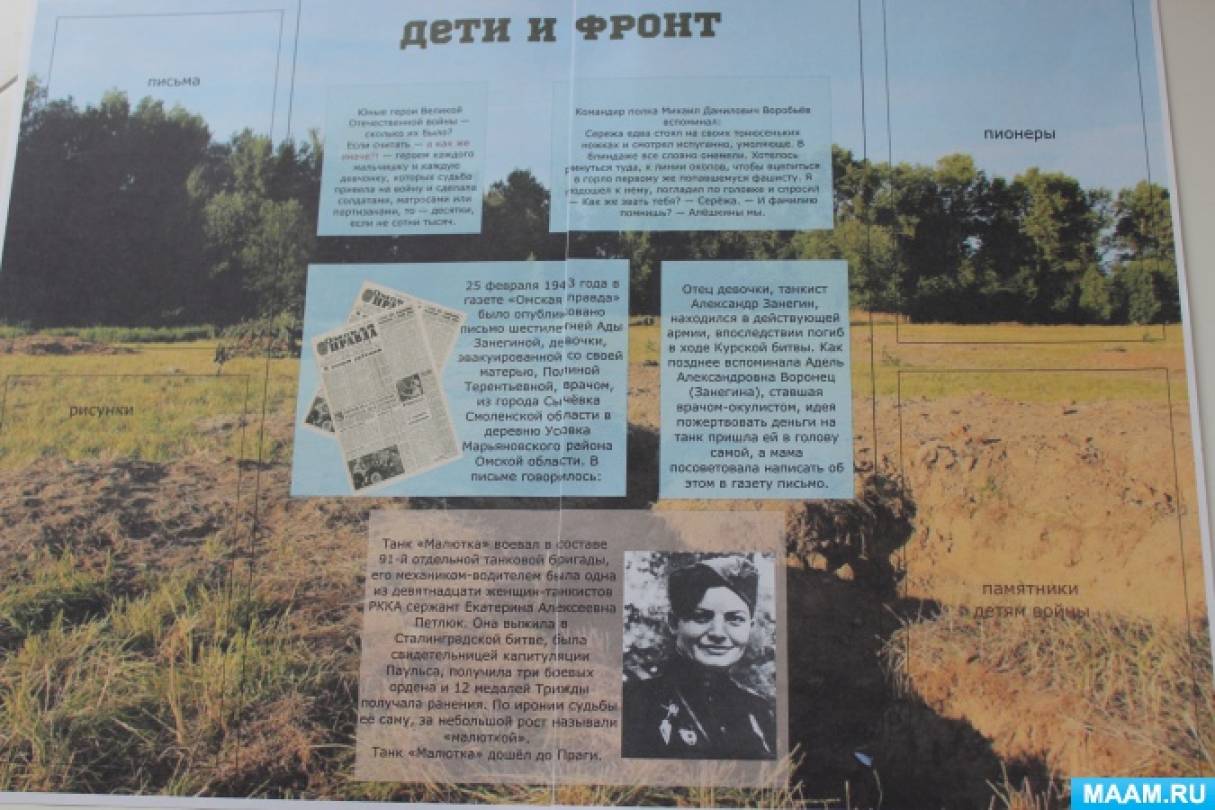 дети и фронт
письма
Юные герои Великой
Отечественной войны —
сколько их было?
Если считать — а как же
иначе?! — героем каждого
мальчишку и каждую
девчонку, которых судьба
привела на войну и сделала
солдатами, матросами или
партизанами, то — десятки,
если не сотни тысяч.
Командир полка Михаил Данилович Воробьёв
вспоминал:
Сережа едва стоял на своих тонюсеньких
ножках и смотрел испуганно, умоляюще. В
блиндаже все словно онемели. Хотелось
ринуться туда, к линии окопов, чтобы вцепиться
в горло первому же попавшемуся фашисту. Я
подошел к нему, погладил по головке и спросил
— Как же звать тебя? — Серёжа. — И фамилию
помнишь? — Алёшкины мы.
пионеры
25 февраля 1943 года в
газете «Омская правда»
было опубликовано
письмо шестилетней Ады
Занегиной, девочки,
эвакуированной со своей
матерью, Полиной
Терентьевной, врачом,
из города Сычёвка
Смоленской области в
деревню Усовка
Марьяновского района
Омской области. В
письме говорилось:
Отец девочки, танкист
Александр Занегин,
находился в действующей
армии, впоследствии погиб
в ходе Курской битвы. Как
позднее вспоминала Адель
Александровна Воронец
(Занегина), ставшая
врачом-окулистом, идея
пожертвовать деньги на
танк пришла ей в голову
самой, а мама
посоветовала написать об
этом в газету письмо.
рисунки
Танк «Малютка» воевал в составе
91-й отдельной танковой бригады,
его механиком-водителем была одна
из девятнадцати женщин-танкистов
РККА сержант Екатерина Алексеевна
Петлюк. Она выжила в
Сталинградской битве, была
свидетельницей капитуляции
Паульса, получила три боевых
ордена и 12 медалей Трижды
получала ранения. По иронии судьбы
её саму, за небольшой рост называли
«малюткой».
Танк «Малютка» дошёл до Праги.
памятники
детям войны
MAAM.RU